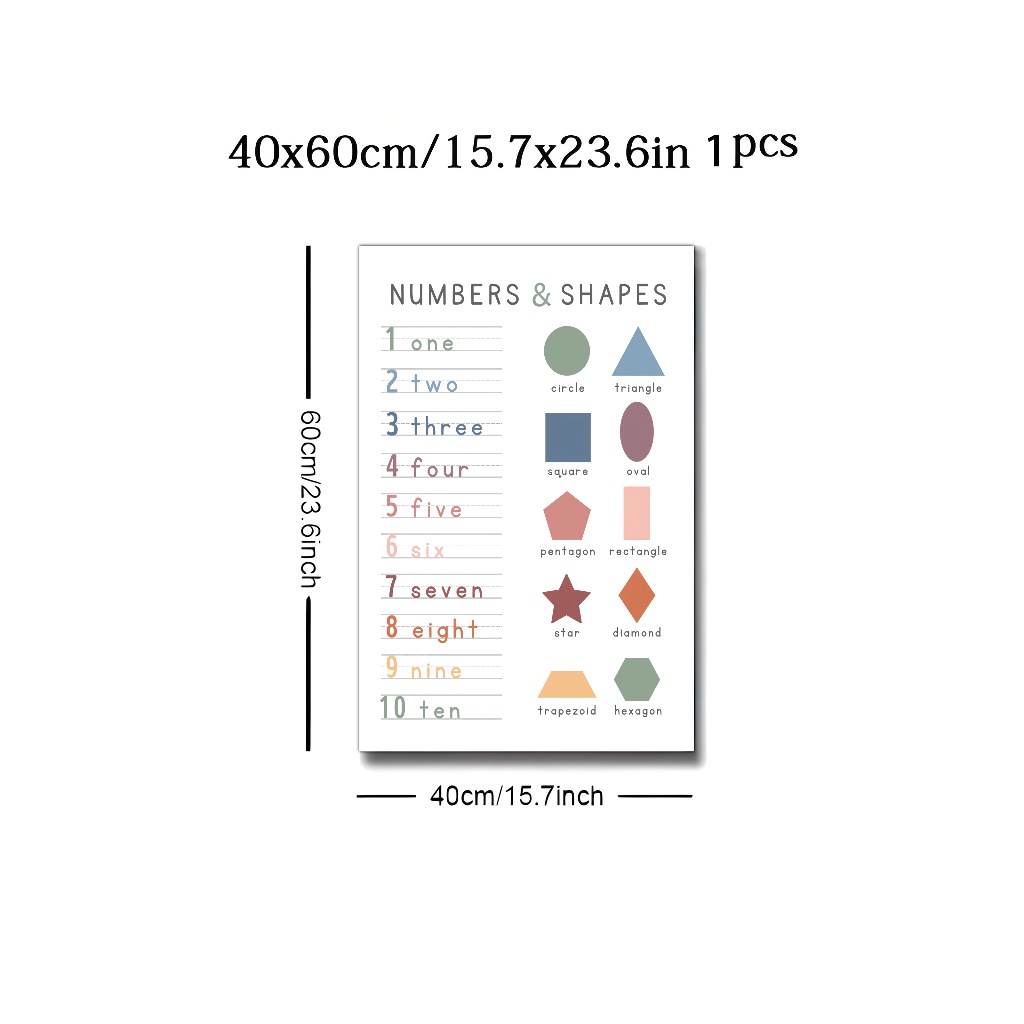 40x60cm/15.7x23.6in 1pcs
60cm/23.6inch
NUMBERS & SHAPES
1 one
2 two
3 three
4 four
5 five
6 six
7 seven
8 eight
9 nine
10 ten
circle triangle
square oval
pentagon rectangle
star diamond
trapezoid hexagon
40cm/15.7inch